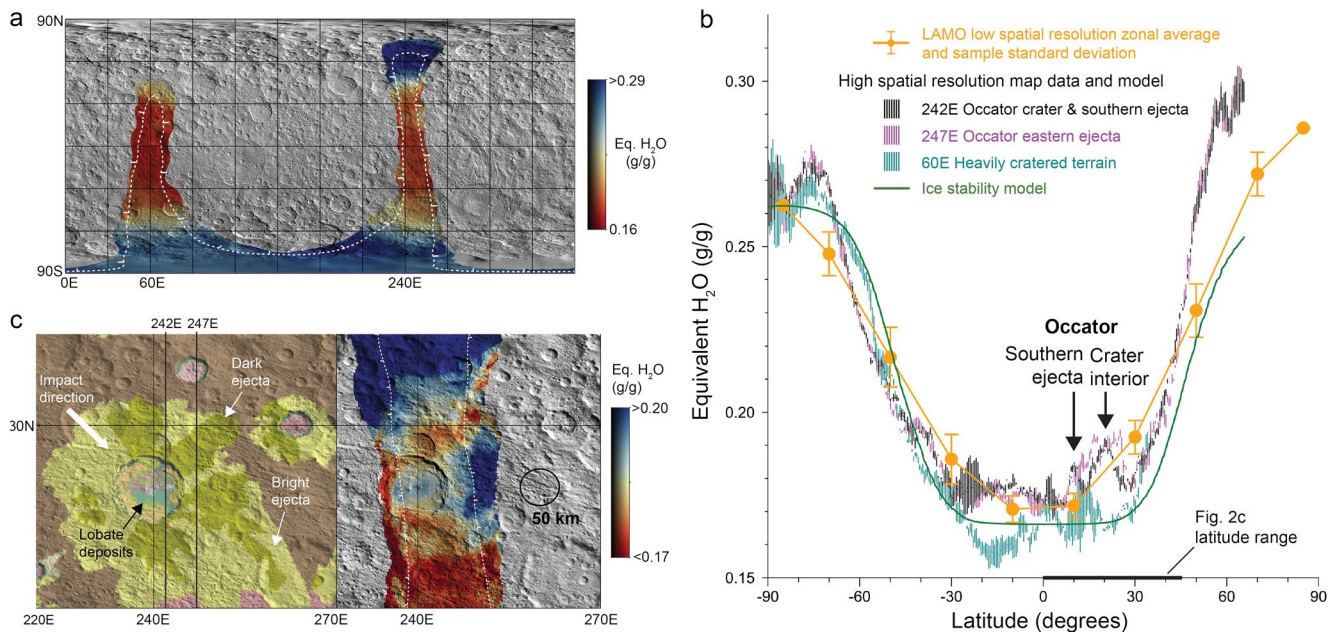 a
90N
90S
0E
60E
240E
>0.29
Eq. H₂O
(g/g)
0.16
b
LAMO low spatial resolution zonal average
and sample standard deviation
High spatial resolution map data and model
242E Occator crater & southern ejecta
247E Occator eastern ejecta
60E Heavily cratered terrain
Ice stability model
Occator
Southern
ejecta
Crater
interior
Fig. 2c
latitude range
Equivalent H₂O (g/g)
0.30
0.25
0.20
0.15
-90
-60
-30
0
30
60
90
Latitude (degrees)
c
242E
247E
Impact
direction
Dark
ejecta
30N
Bright
ejecta
Lobate
deposits
220E
240E
270E
240E
270E
50 km
Eq. H₂O
(g/g)
>0.20
<0.17